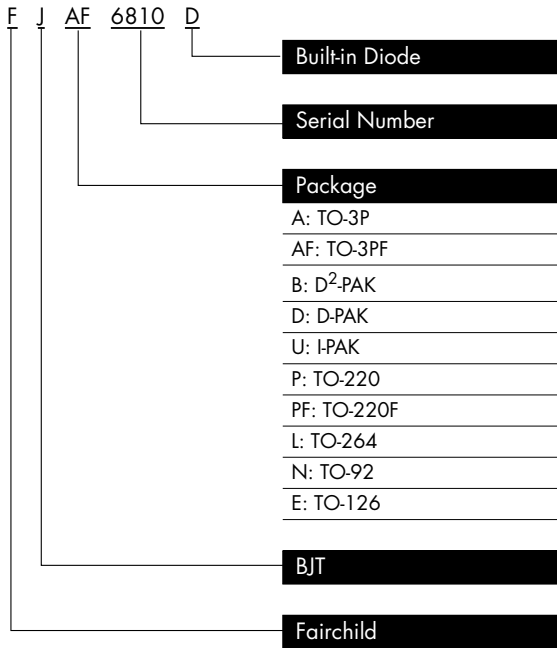 F J AF 6810 D
Built-in Diode
Serial Number
Package
A: TO-3P
AF: TO-3PF
B: D²-PAK
D: D-PAK
U: I-PAK
P: TO-220
PF: TO-220F
L: TO-264
N: TO-92
E: TO-126
BJT
Fairchild